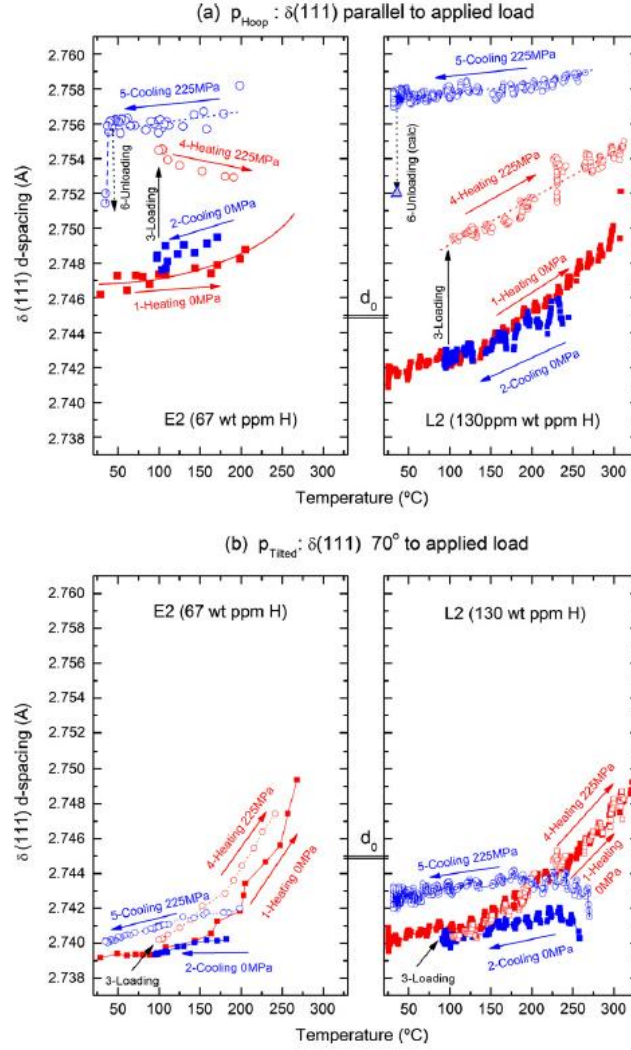 (a) p_Hoop : δ(111) parallel to applied load
δ (111) d-spacing (A)
2.760
2.758
2.756
2.754
2.752
2.750
2.748
2.746
2.744
2.742
2.740
2.738
5-Cooling 225MPa
6-Unloading
4-Heating 225MPa
3-Loading
2-Cooling 0MPa
1-Heating 0MPa
E2 (67 wt ppm H)
50 100 150 200 250 300
Temperature (ºC)
d₀
5-Cooling 225MPa
6-Unloading (calc)
4-Heating 225MPa
3-Loading
1-Heating 0MPa
2-Cooling 0MPa
L2 (130ppm wt ppm H)
50 100 150 200 250 300
Temperature (ºC)
(b) p_Tilted : δ(111) 70° to applied load
δ (111) d-spacing (A)
2.760
2.758
2.756
2.754
2.752
2.750
2.748
2.746
2.744
2.742
2.740
2.738
E2 (67 wt ppm H)
4-Heating 225MPa
1-Heating 0MPa
5-Cooling 225MPa
3-Loading
2-Cooling 0MPa
50 100 150 200 250 300
Temperature (ºC)
d₀
L2 (130 wt ppm H)
4-Heating 225MPa
1-Heating
0MPa
5-Cooling 225MPa
3-Loading
2-Cooling 0MPa
50 100 150 200 250 300
Temperature (ºC)